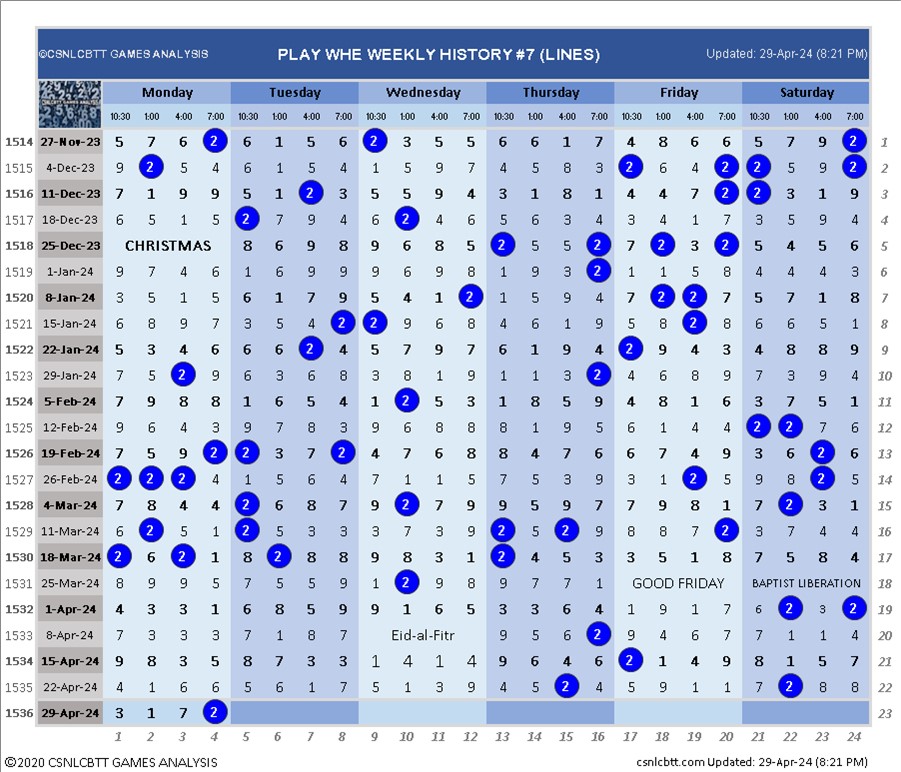 ©CSNLCBTT GAMES ANALYSIS PLAY WHE WEEKLY HISTORY #7 (LINES) Updated: 29-Apr-24 (8:21 PM)
Monday Tuesday Wednesday Thursday Friday Saturday
10:30 1:00 4:00 7:00 10:30 1:00 4:00 7:00 10:30 1:00 4:00 7:00 10:30 1:00 4:00 7:00 10:30 1:00 4:00 7:00 10:30 1:00 4:00 7:00
1514 27-Nov-23 5 7 6 2 6 1 5 6 2 3 5 5 6 6 1 7 4 8 6 6 5 7 9 2 1
1515 4-Dec-23 9 2 5 4 6 1 5 4 1 5 9 7 4 5 8 3 2 6 4 2 2 5 9 2 2
1516 11-Dec-23 7 1 9 9 5 1 2 3 5 5 9 4 3 1 8 1 4 4 7 2 2 3 1 9 3
1517 18-Dec-23 6 5 1 5 2 7 9 4 6 2 4 6 5 6 3 4 3 4 1 7 3 5 9 4 4
1518 25-Dec-23 CHRISTMAS 8 6 9 8 9 6 8 5 2 5 5 2 7 2 3 2 5 4 5 6 5
1519 1-Jan-24 9 7 4 6 1 6 9 9 9 6 9 8 1 9 3 2 1 1 5 8 4 4 4 3 6
1520 8-Jan-24 3 5 1 5 6 1 7 9 5 4 1 2 1 5 9 4 7 2 2 7 5 7 1 8 7
1521 15-Jan-24 6 8 9 7 3 5 4 2 2 9 6 8 4 6 1 9 5 8 2 4 6 6 5 1 8
1522 22-Jan-24 5 3 4 6 6 6 2 4 5 7 9 7 6 1 9 4 2 9 4 3 4 8 8 9 9
1523 29-Jan-24 7 5 2 9 6 3 6 8 3 8 1 9 1 1 3 2 4 6 8 9 7 3 9 4 10
1524 5-Feb-24 7 9 8 8 1 6 5 4 1 2 5 3 1 8 5 9 4 8 1 6 3 7 5 1 11
1525 12-Feb-24 9 6 4 3 9 7 8 3 9 6 8 8 8 1 9 5 6 1 4 4 2 2 7 6 12
1526 19-Feb-24 7 5 9 2 2 3 7 2 4 7 6 8 8 4 7 6 6 7 4 9 3 6 2 6 13
1527 26-Feb-24 2 2 2 4 1 5 6 4 7 1 1 5 7 6 7 9 3 1 2 5 9 8 2 5 14
1528 4-Mar-24 7 8 4 4 2 6 8 7 9 2 7 9 9 5 9 7 7 9 8 1 7 2 3 1 15
1529 11-Mar-24 6 2 5 1 2 5 3 3 3 7 3 9 2 5 2 9 8 8 7 2 3 7 4 4 16
1530 18-Mar-24 2 6 2 1 8 2 8 8 9 8 3 1 2 4 5 3 3 5 1 8 7 5 8 4 17
1531 25-Mar-24 8 9 9 5 7 5 5 9 1 2 9 8 9 7 7 1 GOOD FRIDAY BAPTIST LIBERATION 18
1532 1-Apr-24 4 3 3 1 6 8 5 9 9 1 6 5 3 3 6 4 1 9 1 7 6 2 3 2 19
1533 8-Apr-24 7 3 3 3 7 1 8 7 Eid-al-Fitr 9 5 6 2 9 4 6 7 7 1 1 4 20
1534 15-Apr-24 9 8 3 5 8 7 3 3 1 4 1 4 9 6 4 6 2 1 4 9 8 1 5 7 21
1535 22-Apr-24 4 1 6 6 5 6 1 7 5 1 3 9 4 4 2 4 5 9 1 1 7 2 8 8 22
1536 29-Apr-24 3 1 7 2 23
1 2 3 4 5 6 7 8 9 10 11 12 13 14 15 16 17 18 19 20 21 22 23 24
©2020 CSNLCBTT GAMES ANALYSIS csnlcbtt.com Updated: 29-Apr-24 (8:21 PM)